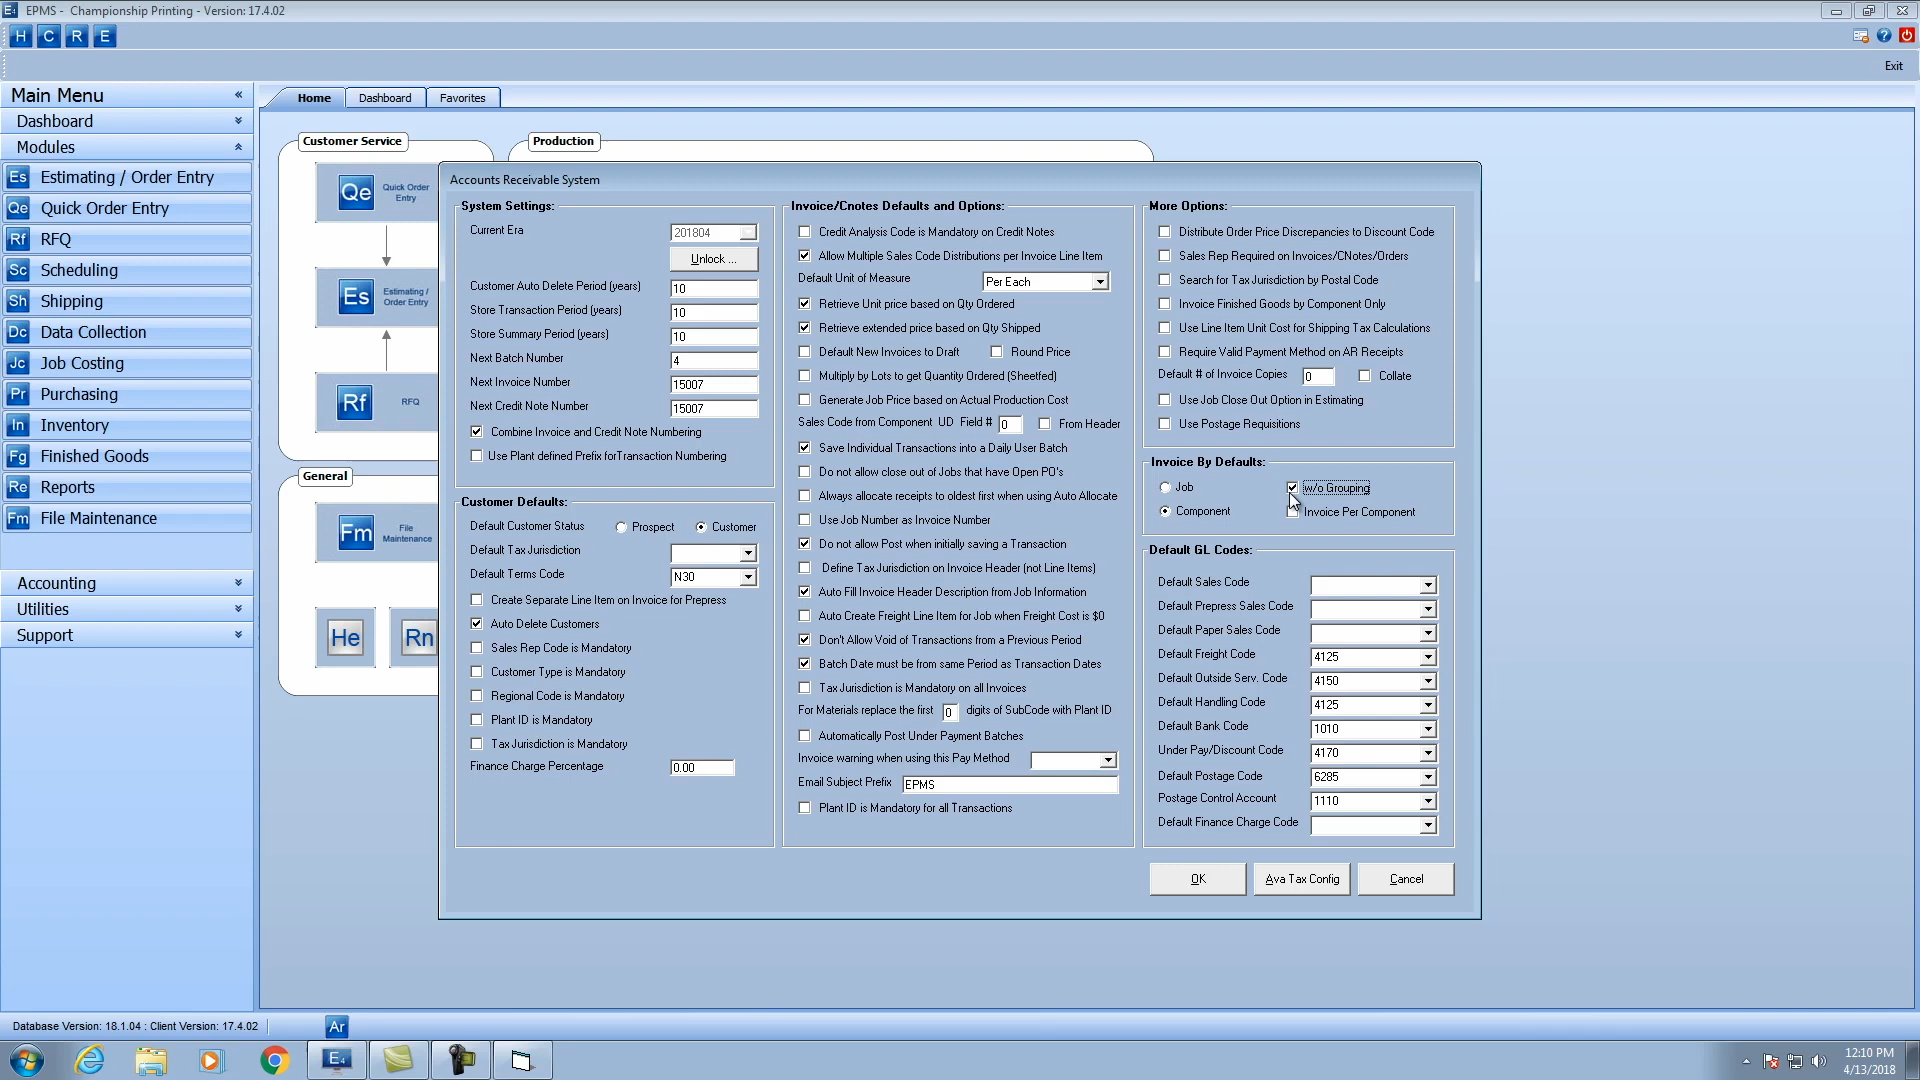 EPMS - Championship Printing - Version: 17.4.02
H C R E
Exit
Main Menu
Home Dashboard Favorites
Dashboard
Modules
Es Estimating / Order Entry
Qe Quick Order Entry
Rf RFQ
Sc Scheduling
Sh Shipping
Dc Data Collection
Jc Job Costing
Pr Purchasing
In Inventory
Fg Finished Goods
Re Reports
Fm File Maintenance
Accounting
Utilities
Support
Customer Service
Production
Qe Quick Order
Entry
Es Estimating /
Order Entry
Rf RFQ
General
Fm File
Maintenance
He Rn
Accounts Receivable System
System Settings:
Current Era 201804
Unlock ...
Customer Auto Delete Period (years) 10
Store Transaction Period (years) 10
Store Summary Period (years) 10
Next Batch Number 4
Next Invoice Number 15007
Next Credit Note Number 15007
Combine Invoice and Credit Note Numbering
Use Plant defined Prefix forTransaction Numbering
Customer Defaults:
Default Customer Status Prospect Customer
Default Tax Jurisdiction
Default Terms Code N30
Create Separate Line Item on Invoice for Prepress
Auto Delete Customers
Sales Rep Code is Mandatory
Customer Type is Mandatory
Regional Code is Mandatory
Plant ID is Mandatory
Tax Jurisdiction is Mandatory
Finance Charge Percentage 0.00
Invoice/Cnotes Defaults and Options:
Credit Analysis Code is Mandatory on Credit Notes
Allow Multiple Sales Code Distributions per Invoice Line Item
Default Unit of Measure Per Each
Retrieve Unit price based on Qty Ordered
Retrieve extended price based on Qty Shipped
Default New Invoices to Draft Round Price
Multiply by Lots to get Quantity Ordered (Sheetfed)
Generate Job Price based on Actual Production Cost
Sales Code from Component UD Field # 0 From Header
Save Individual Transactions into a Daily User Batch
Do not allow close out of Jobs that have Open PO's
Always allocate receipts to oldest first when using Auto Allocate
Use Job Number as Invoice Number
Do not allow Post when initially saving a Transaction
Define Tax Jurisdiction on Invoice Header (not Line Items)
Auto Fill Invoice Header Description from Job Information
Auto Create Freight Line Item for Job when Freight Cost is $0
Don't Allow Void of Transactions from a Previous Period
Batch Date must be from same Period as Transaction Dates
Tax Jurisdiction is Mandatory on all Invoices
For Materials replace the first 0 digits of SubCode with Plant ID
Automatically Post Under Payment Batches
Invoice warning when using this Pay Method
Email Subject Prefix EPMS
Plant ID is Mandatory for all Transactions
More Options:
Distribute Order Price Discrepancies to Discount Code
Sales Rep Required on Invoices/CNotes/Orders
Search for Tax Jurisdiction by Postal Code
Invoice Finished Goods by Component Only
Use Line Item Unit Cost for Shipping Tax Calculations
Require Valid Payment Method on AR Receipts
Default # of Invoice Copies 0 Collate
Use Job Close Out Option in Estimating
Use Postage Requisitions
Invoice By Defaults:
Job w/o Grouping
Component Invoice Per Component
Default GL Codes:
Default Sales Code
Default Prepress Sales Code
Default Paper Sales Code
Default Freight Code 4125
Default Outside Serv. Code 4150
Default Handling Code 4125
Default Bank Code 1010
Under Pay/Discount Code 4170
Default Postage Code 6285
Postage Control Account 1110
Default Finance Charge Code
OK Ava Tax Config Cancel
Database Version: 18.1.04 : Client Version: 17.4.02
Ar
E4
12:10 PM
4/13/2018